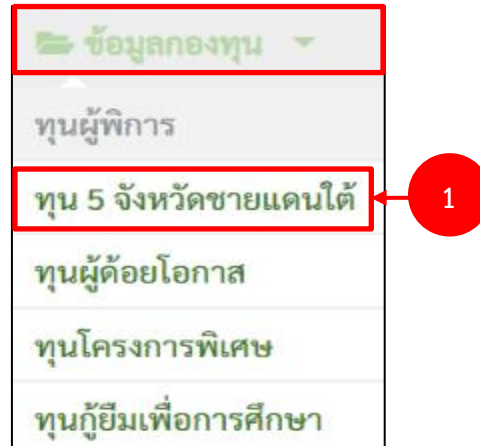 ข้อมูลกองทุน
ทุนผู้พิการ
ทุน 5 จังหวัดชายแดนใต้
1
ทุนผู้ด้อยโอกาส
ทุนโครงการพิเศษ
ทุนกู้ยืมเพื่อการศึกษา